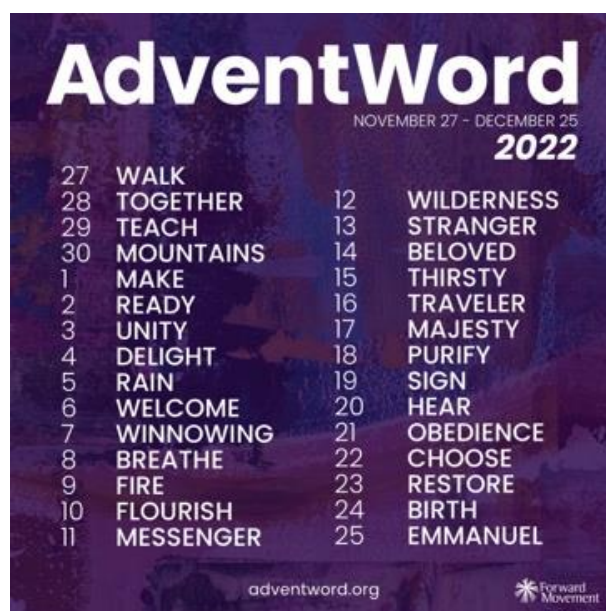 AdventWord
NOVEMBER 27 - DECEMBER 25
2022
27 WALK
28 TOGETHER
29 TEACH
30 MOUNTAINS
1 MAKE
2 READY
3 UNITY
4 DELIGHT
5 RAIN
6 WELCOME
7 WINNOWING
8 BREATHE
9 FIRE
10 FLOURISH
11 MESSENGER
12 WILDERNESS
13 STRANGER
14 BELOVED
15 THIRSTY
16 TRAVELER
17 MAJESTY
18 PURIFY
19 SIGN
20 HEAR
21 OBEDIENCE
22 CHOOSE
23 RESTORE
24 BIRTH
25 EMMANUEL
adventword.org
Forward
Movement